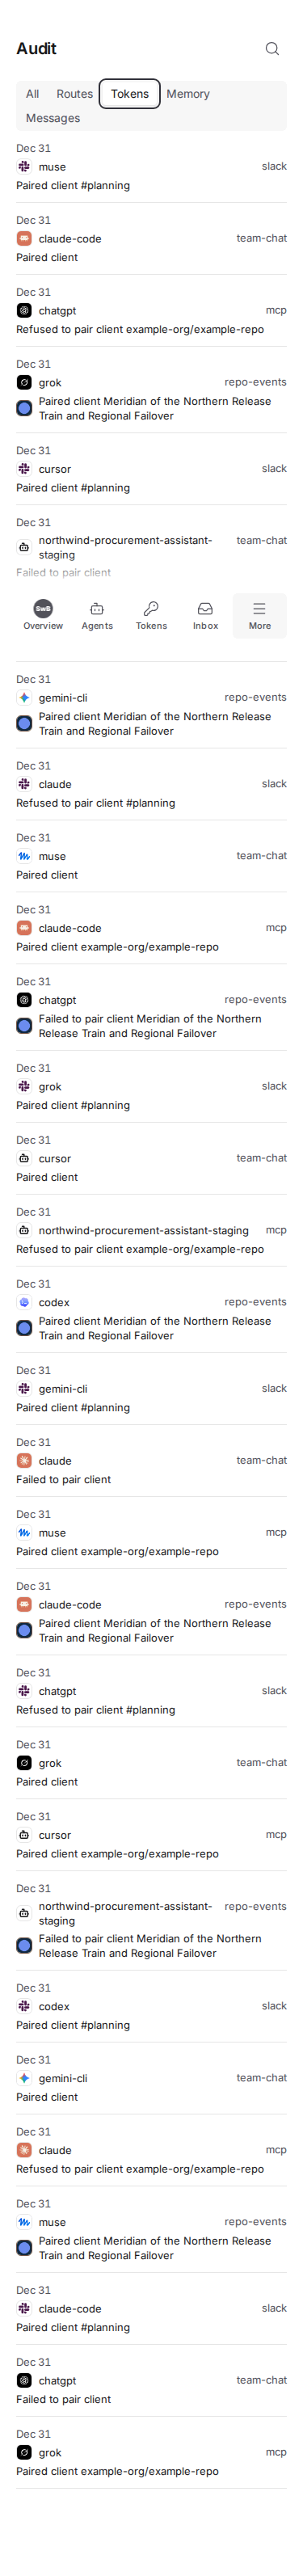 Audit
All Routes Tokens Memory
Messages
Dec 31
muse slack
Paired client #planning
Dec 31
claude-code team-chat
Paired client
Dec 31
chatgpt mcp
Refused to pair client example-org/example-repo
Dec 31
grok repo-events
Paired client Meridian of the Northern Release
Train and Regional Failover
Dec 31
cursor slack
Paired client #planning
Dec 31
northwind-procurement-assistant- team-chat
staging
Failed to pair client
SwB
Overview Agents Tokens Inbox More
Dec 31
gemini-cli repo-events
Paired client Meridian of the Northern Release
Train and Regional Failover
Dec 31
claude slack
Refused to pair client #planning
Dec 31
muse team-chat
Paired client
Dec 31
claude-code mcp
Paired client example-org/example-repo
Dec 31
chatgpt repo-events
Failed to pair client Meridian of the Northern
Release Train and Regional Failover
Dec 31
grok slack
Paired client #planning
Dec 31
cursor team-chat
Paired client
Dec 31
northwind-procurement-assistant-staging mcp
Refused to pair client example-org/example-repo
Dec 31
codex repo-events
Paired client Meridian of the Northern Release
Train and Regional Failover
Dec 31
gemini-cli slack
Paired client #planning
Dec 31
claude team-chat
Failed to pair client
Dec 31
muse mcp
Paired client example-org/example-repo
Dec 31
claude-code repo-events
Paired client Meridian of the Northern Release
Train and Regional Failover
Dec 31
chatgpt slack
Refused to pair client #planning
Dec 31
grok team-chat
Paired client
Dec 31
cursor mcp
Paired client example-org/example-repo
Dec 31
northwind-procurement-assistant- repo-events
staging
Failed to pair client Meridian of the Northern
Release Train and Regional Failover
Dec 31
codex slack
Paired client #planning
Dec 31
gemini-cli team-chat
Paired client
Dec 31
claude mcp
Refused to pair client example-org/example-repo
Dec 31
muse repo-events
Paired client Meridian of the Northern Release
Train and Regional Failover
Dec 31
claude-code slack
Paired client #planning
Dec 31
chatgpt team-chat
Failed to pair client
Dec 31
grok mcp
Paired client example-org/example-repo